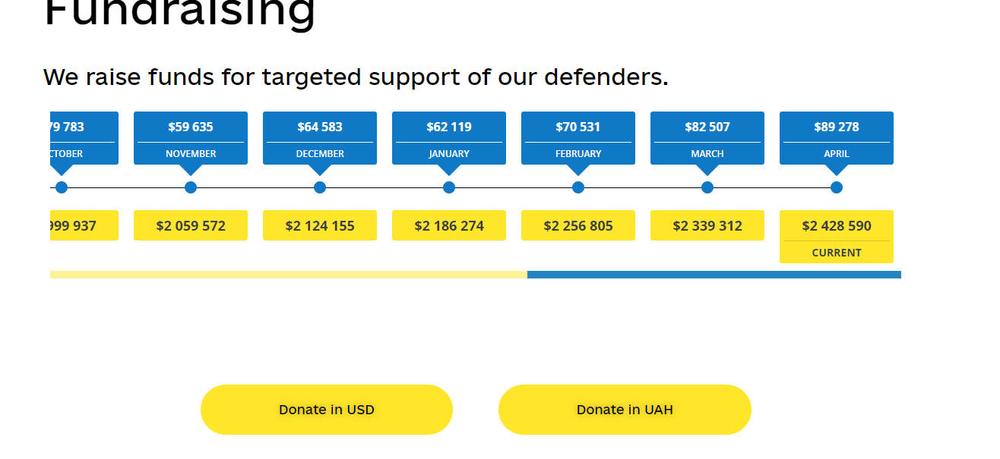 Fundraising
We raise funds for targeted support of our defenders.
79 783 $59 635 $64 583 $62 119 $70 531 $82 507 $89 278
CTOBER NOVEMBER DECEMBER JANUARY FEBRUARY MARCH APRIL
999 937 $2 059 572 $2 124 155 $2 186 274 $2 256 805 $2 339 312 $2 428 590
CURRENT
Donate in USD Donate in UAH